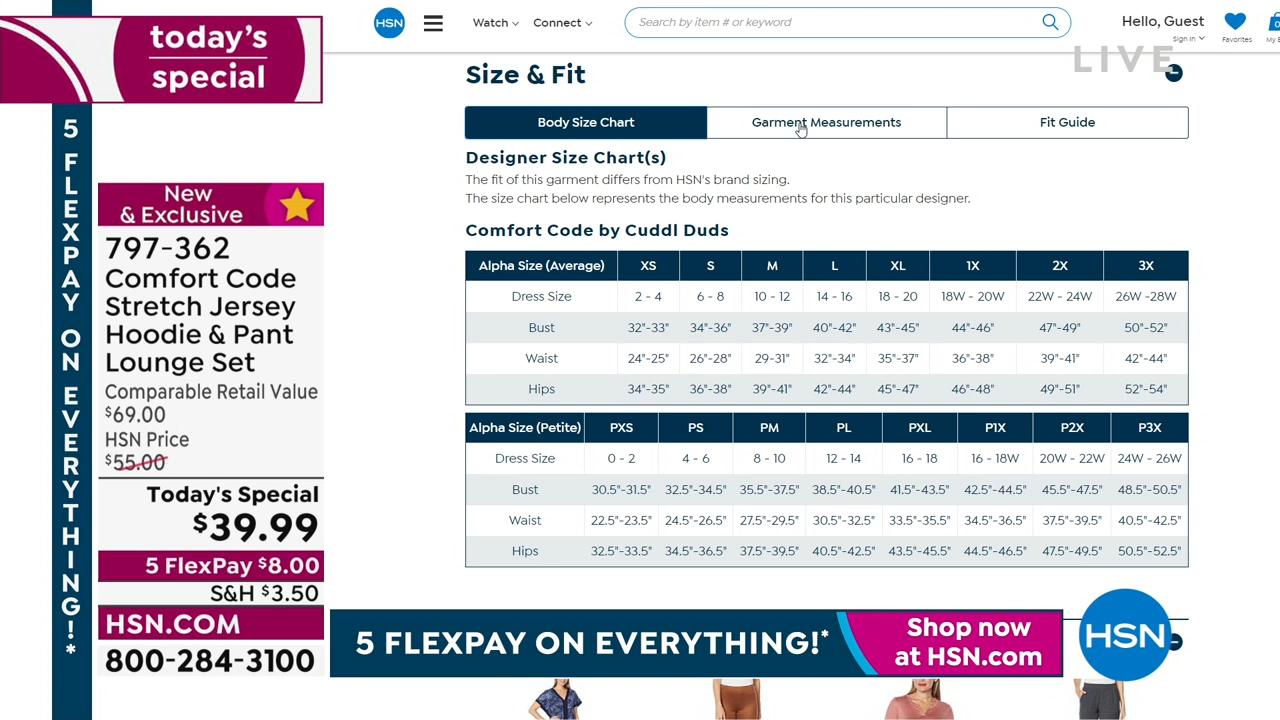 today's
special
5 FLEXPAY ON EVERYTHING!*
New
& Exclusive
797-362
Comfort Code
Stretch Jersey
Hoodie & Pant
Lounge Set
Comparable Retail Value
$69.00
HSN Price
$55.00
Today's Special
$39.99
5 FlexPay $8.00
S&H $3.50
HSN.COM
800-284-3100
HSN Watch Connect Search by item # or keyword Hello, Guest
Sign In Favorites My
LIVE
Size & Fit
Body Size Chart Garment Measurements Fit Guide
Designer Size Chart(s)
The fit of this garment differs from HSN's brand sizing.
The size chart below represents the body measurements for this particular designer.
Comfort Code by Cuddl Duds
Alpha Size (Average) XS S M L XL 1X 2X 3X
Dress Size 2 - 4 6 - 8 10 - 12 14 - 16 18 - 20 18W - 20W 22W - 24W 26W -28W
Bust 32"-33" 34"-36" 37"-39" 40"-42" 43"-45" 44"-46" 47"-49" 50"-52"
Waist 24"-25" 26"-28" 29-31" 32"-34" 35"-37" 36"-38" 39"-41" 42"-44"
Hips 34"-35" 36"-38" 39"-41" 42"-44" 45"-47" 46"-48" 49"-51" 52"-54"
Alpha Size (Petite) PXS PS PM PL PXL P1X P2X P3X
Dress Size 0 - 2 4 - 6 8 - 10 12 - 14 16 - 18 16 - 18W 20W - 22W 24W - 26W
Bust 30.5"-31.5" 32.5"-34.5" 35.5"-37.5" 38.5"-40.5" 41.5"-43.5" 42.5"-44.5" 45.5"-47.5" 48.5"-50.5"
Waist 22.5"-23.5" 24.5"-26.5" 27.5"-29.5" 30.5"-32.5" 33.5"-35.5" 34.5"-36.5" 37.5"-39.5" 40.5"-42.5"
Hips 32.5"-33.5" 34.5"-36.5" 37.5"-39.5" 40.5"-42.5" 43.5"-45.5" 44.5"-46.5" 47.5"-49.5" 50.5"-52.5"
5 FLEXPAY ON EVERYTHING!*
Shop now
at HSN.com
HSN